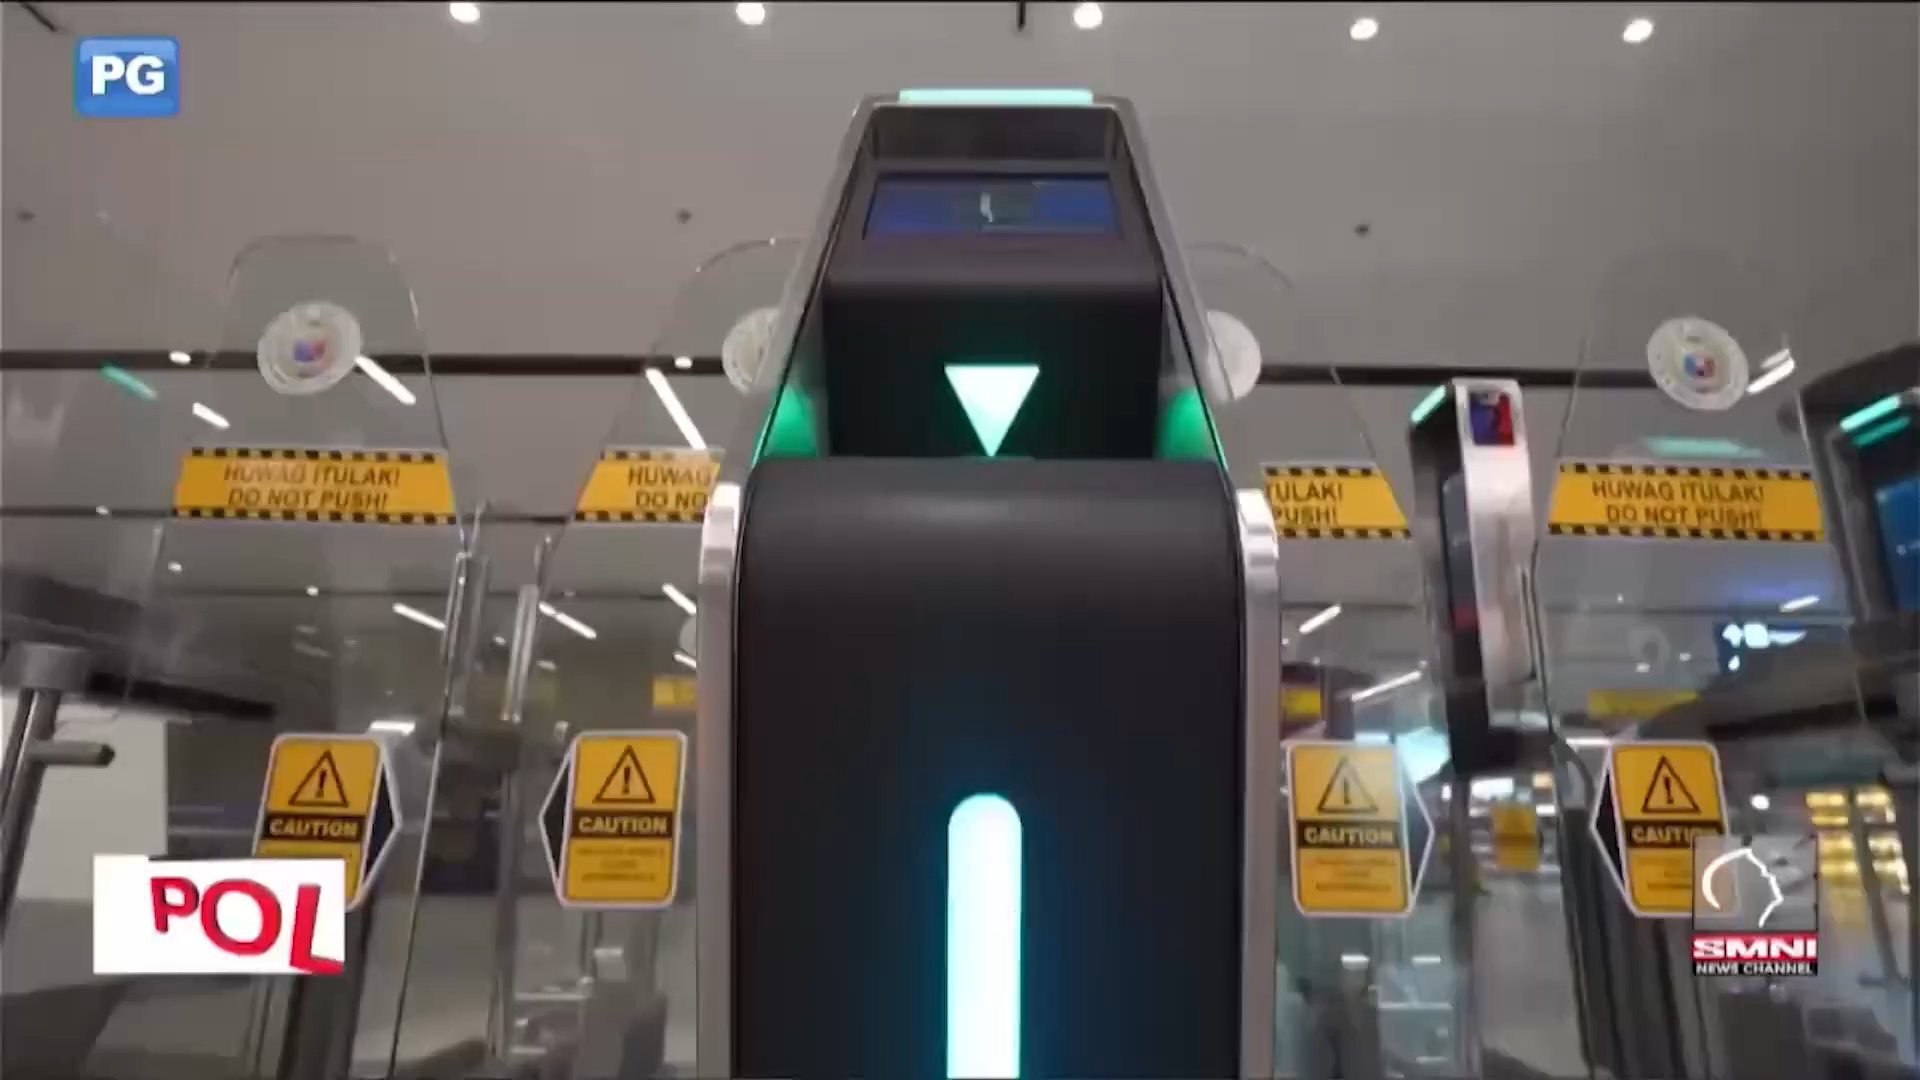 PG
HUWAG ITULAK!
DO NOT PUSH!
HUWAG
DO NO
TULAK!
PUSH!
HUWAG ITULAK!
DO NOT PUSH!
CAUTION
CAUTION
CAUTION
CAUTIO
POL
SMNI
NEWS CHANNEL